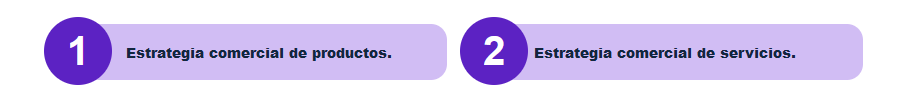 1 Estrategia comercial de productos.
2 Estrategia comercial de servicios.